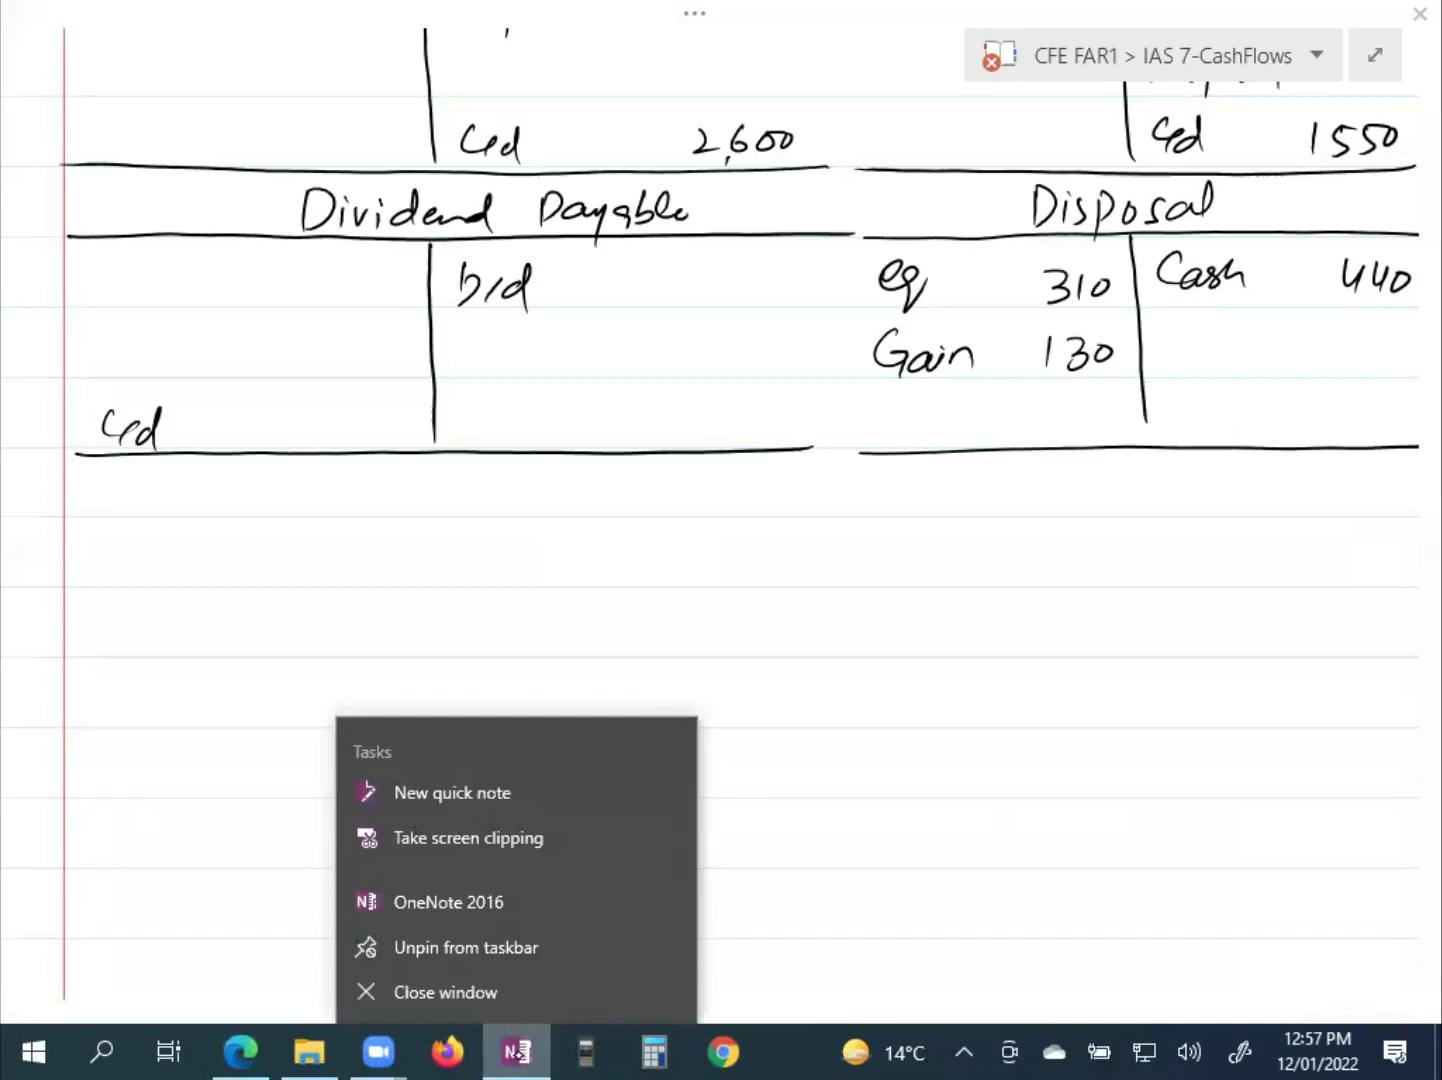 CFE FAR1 > IAS 7-CashFlows
c/d 2,600
c/d 1550
Dividend Payable
b/d
c/d
Disposal
eq 310 Cash 440
Gain 130
Tasks
New quick note
Take screen clipping
OneNote 2016
Unpin from taskbar
Close window
14°C
12:57 PM
12/01/2022